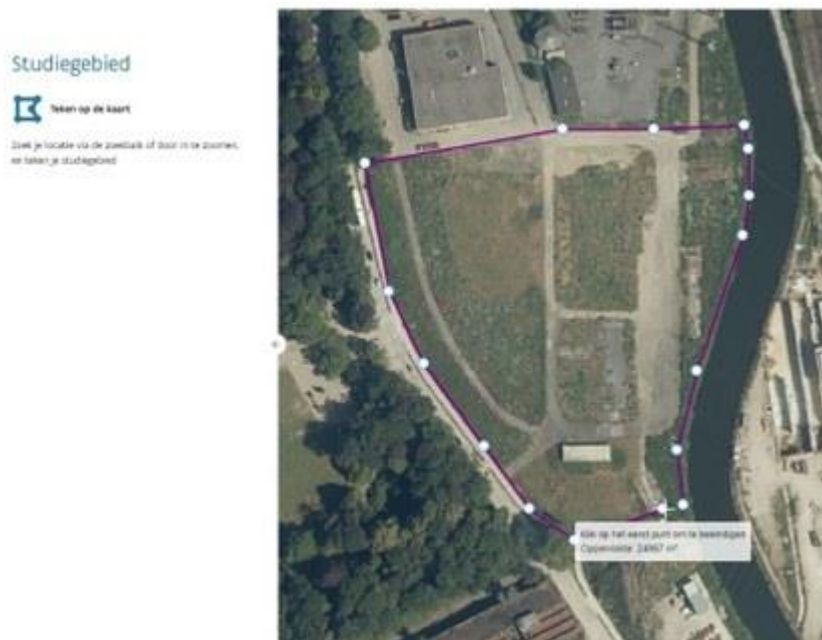 Studiegebied
Teken op de kaart
Zoek je locatie via de zoekbalk of door in te zoomen,
en teken je studiegebied
Klik op het eerst punt om te beëindigen
Oppervlakte: 24967 m²